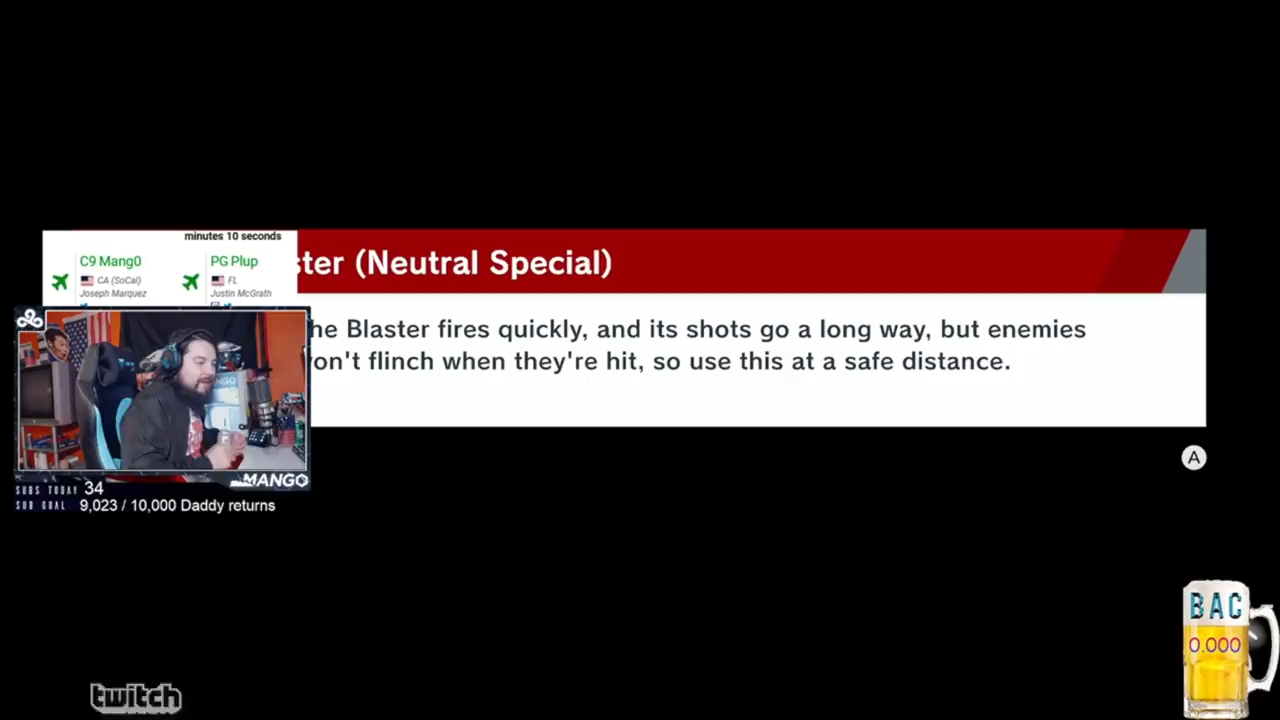 minutes 10 seconds
C9 Mang0
CA (SoCal)
Joseph Marquez
PG Plup
FL
Justin McGrath
ster (Neutral Special)
he Blaster fires quickly, and its shots go a long way, but enemies
on't flinch when they're hit, so use this at a safe distance.
A
MANGO
SUBS TODAY 34
SUB GOAL 9,023 / 10,000 Daddy returns
BAC
0.000
twitch